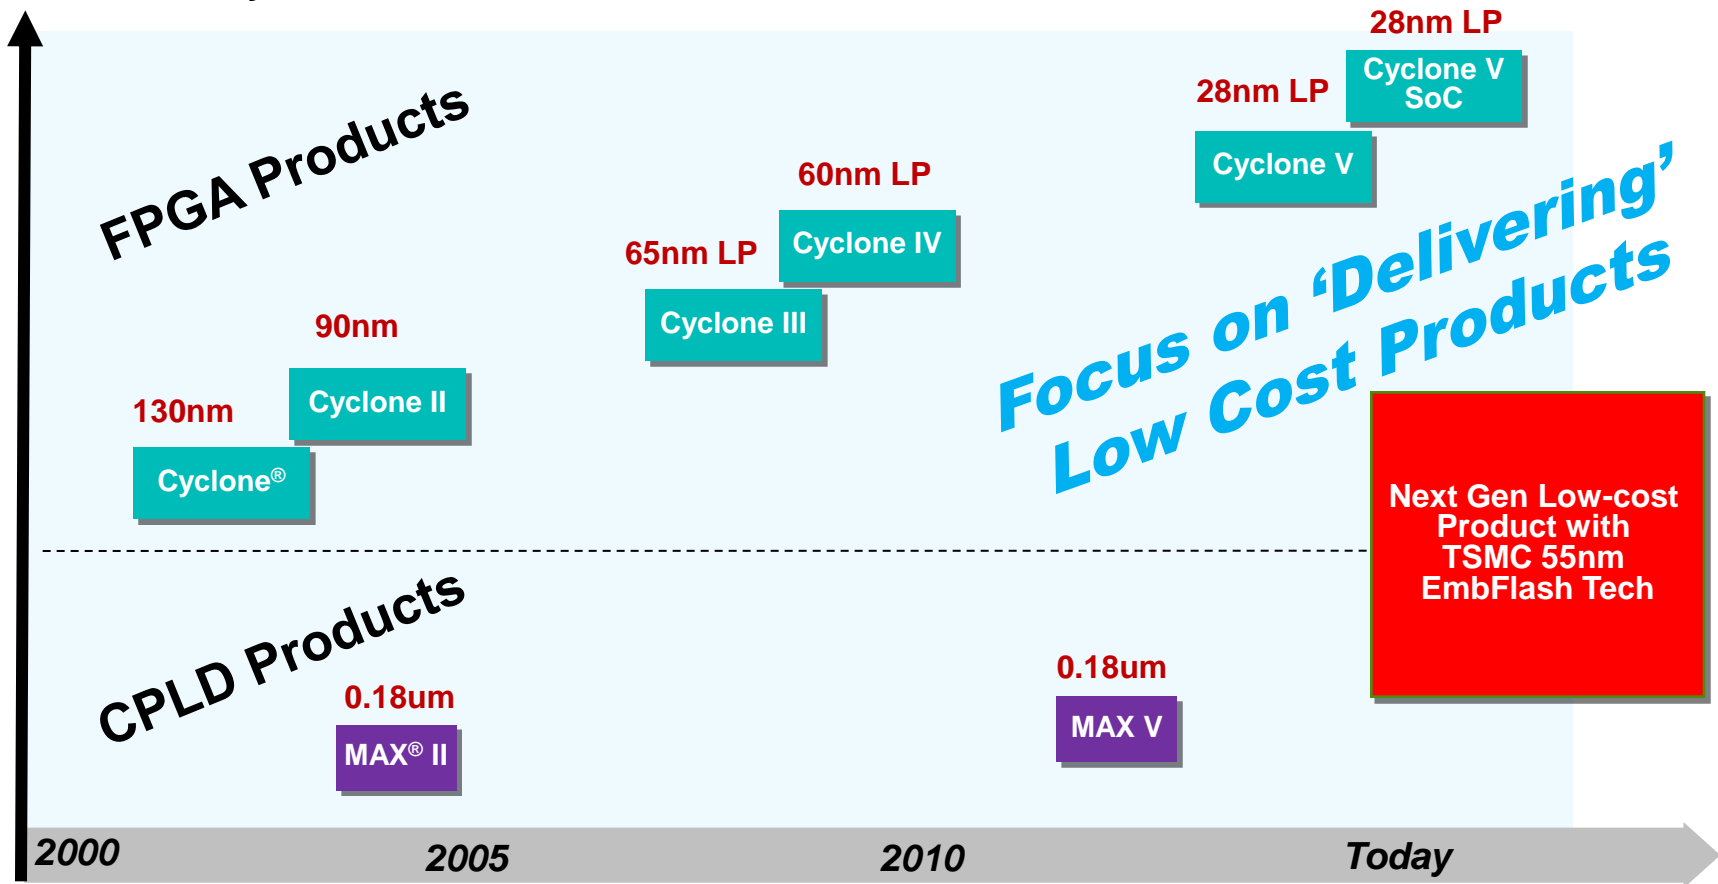 28nm LP
Cyclone V
SoC
28nm LP
Cyclone V
FPGA Products
60nm LP
Cyclone IV
65nm LP
Cyclone III
Focus on ‘Delivering’
Low Cost Products
90nm
Cyclone II
130nm
Cyclone®
Next Gen Low-cost
Product with
TSMC 55nm
EmbFlash Tech
CPLD Products
0.18um
MAX® II
0.18um
MAX V
2000
2005
2010
Today